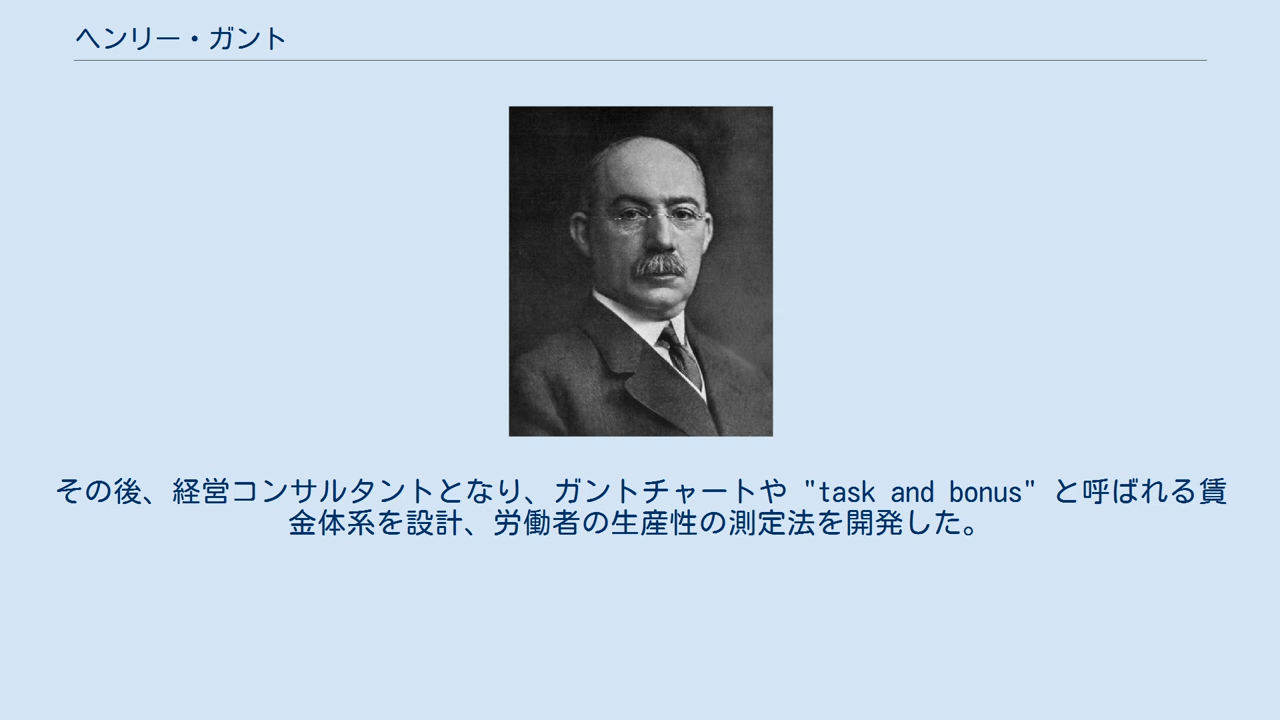 ヘンリー・ガント
その後、経営コンサルタントとなり、ガントチャートや "task and bonus" と呼ばれる賃
金体系を設計、労働者の生産性の測定法を開発した。